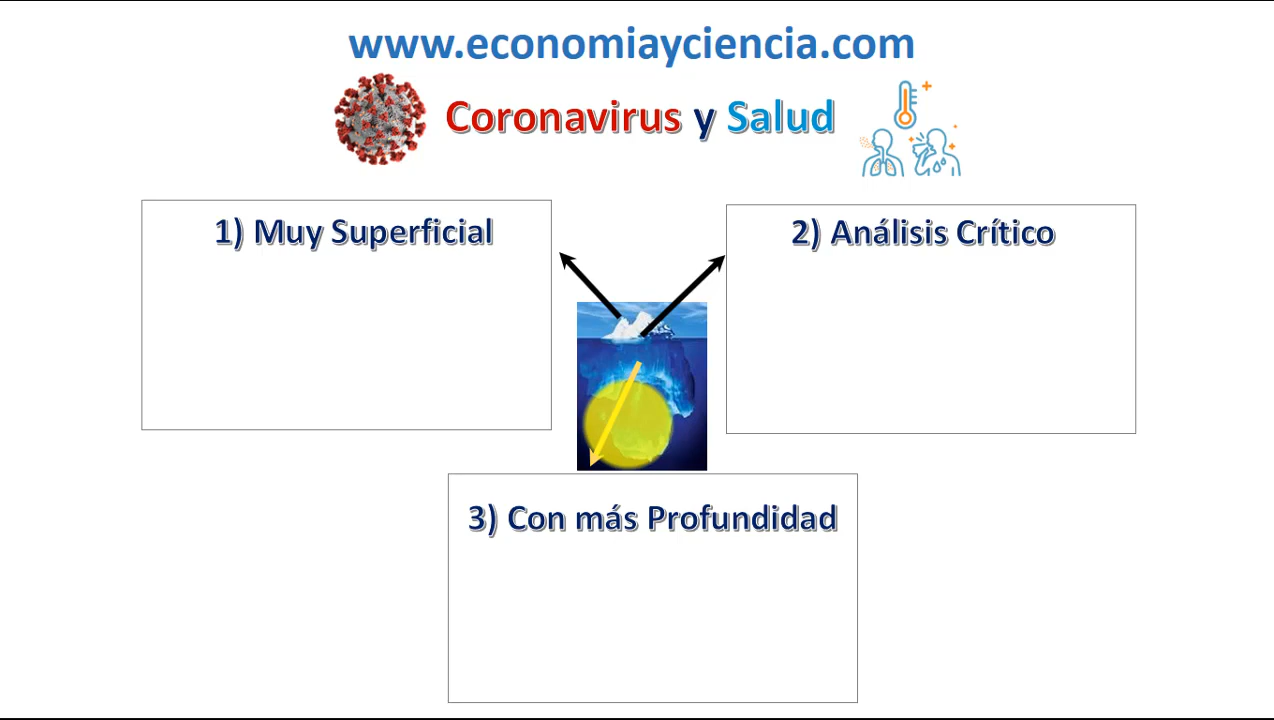 www.economiayciencia.com
Coronavirus y Salud
1) Muy Superficial
2) Análisis Crítico
3) Con más Profundidad